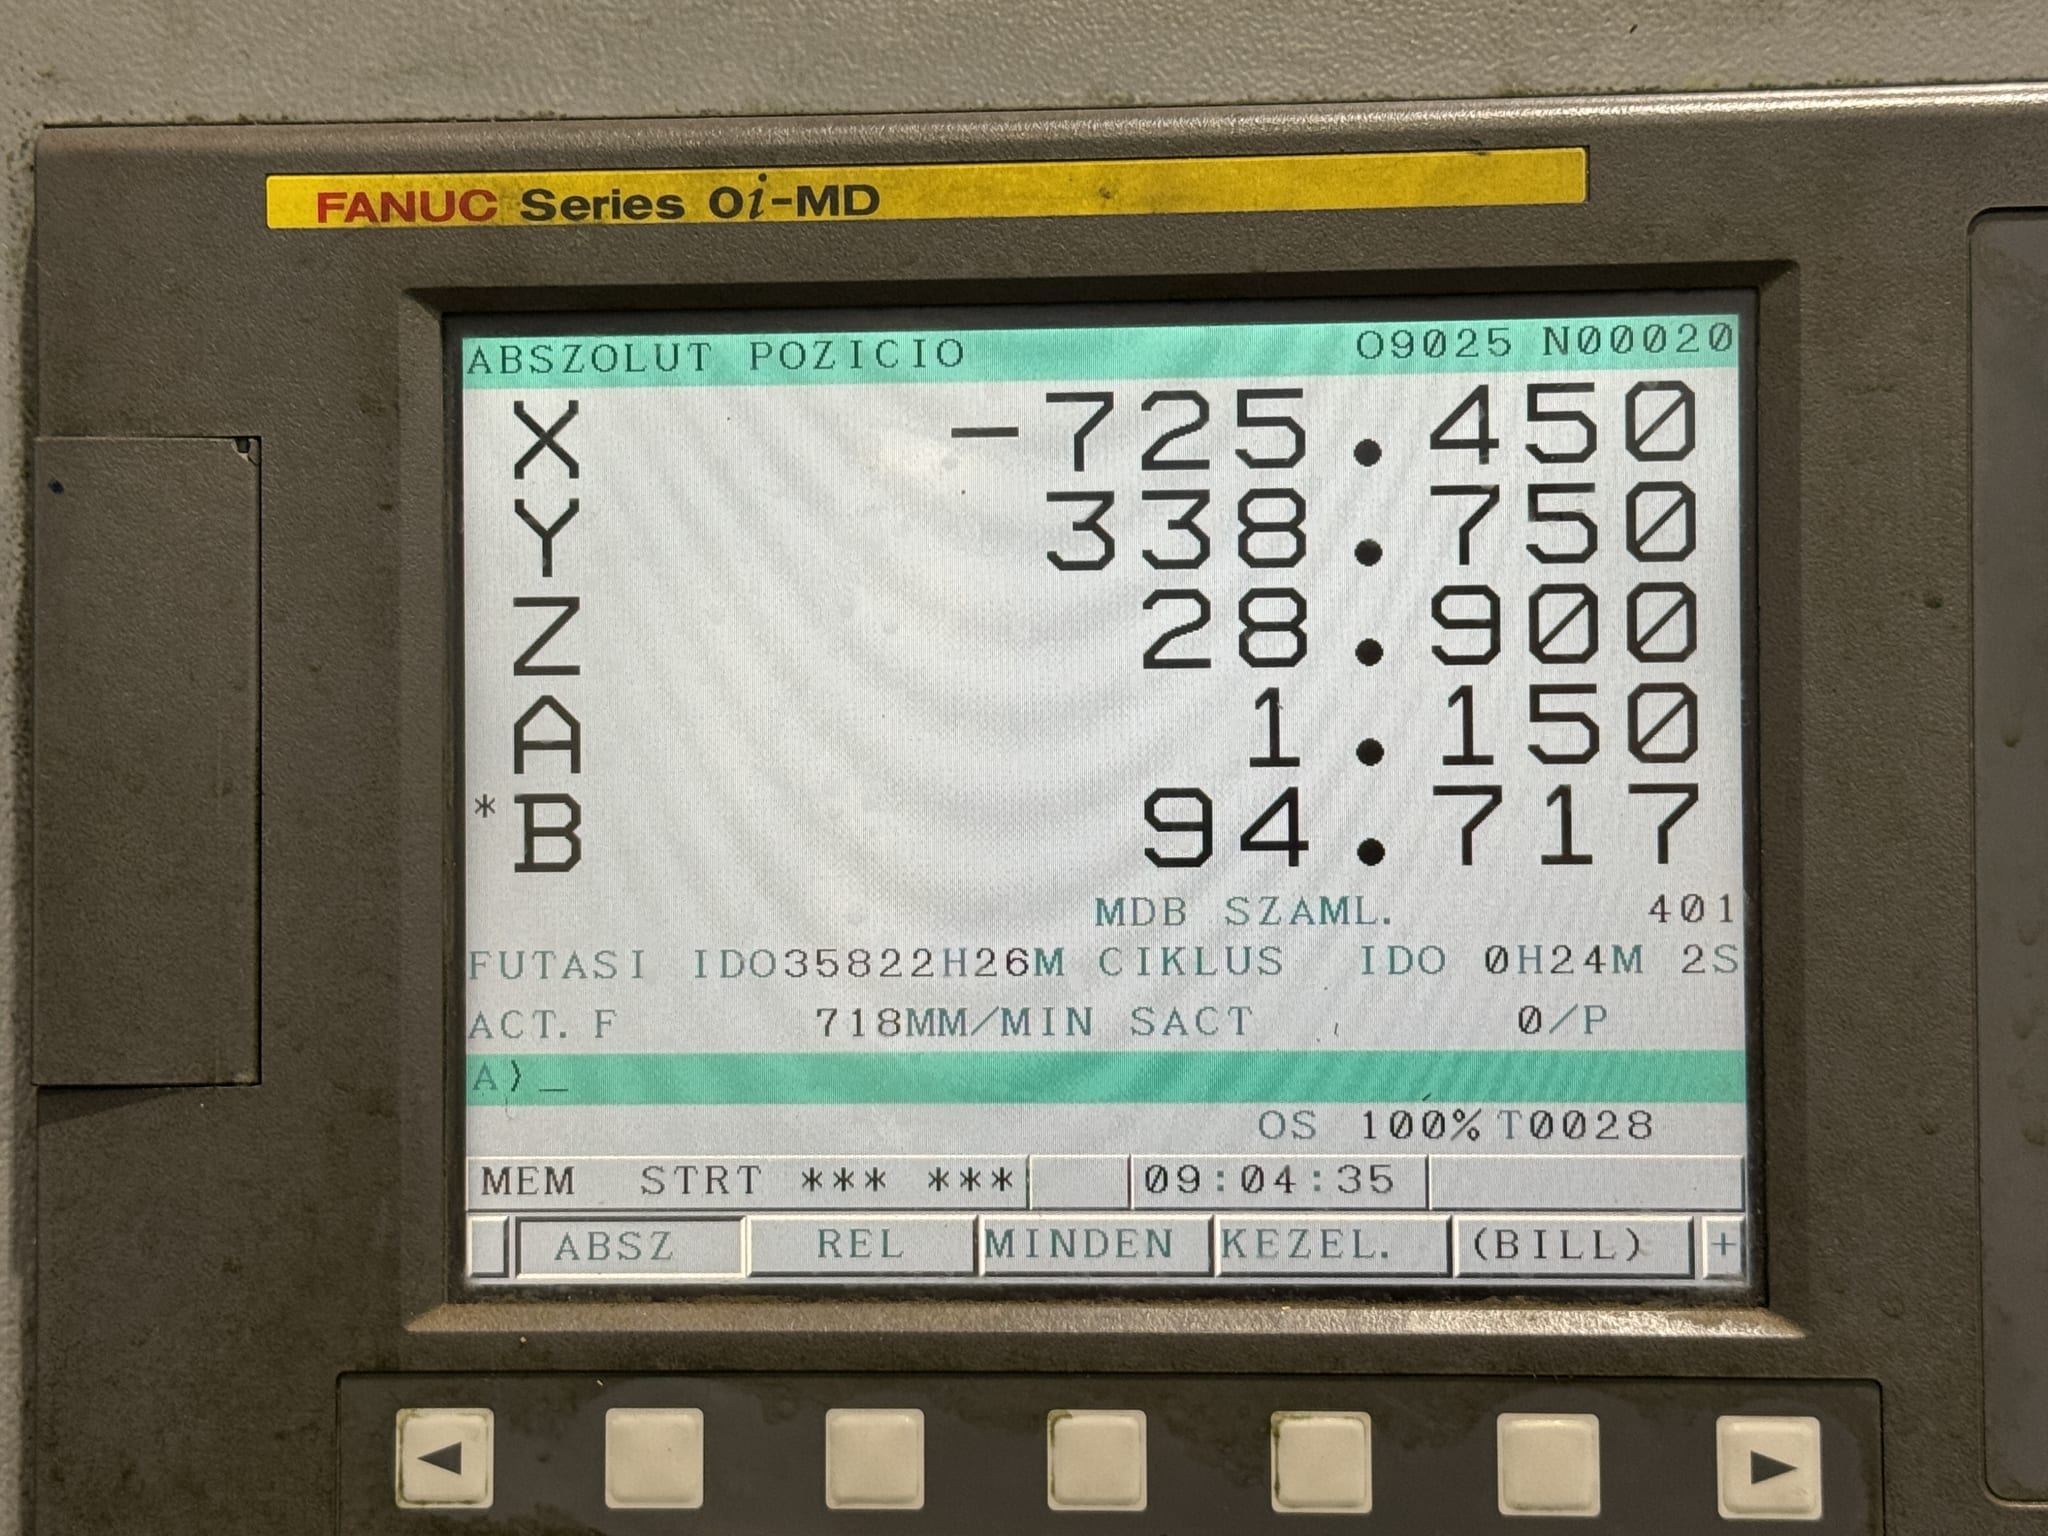 FANUC Series 0i-MD
ABSZOLUT POZICIO O9025 N00020
X -725.450
Y 338.750
Z 28.900
A 1.150
*B 94.717
MDB SZAML. 401
FUTASI IDO35822H26M CIKLUS IDO 0H24M 2S
ACT.F 718MM/MIN SACT 0/P
A)_
OS 100% T0028
MEM STRT *** *** 09:04:35
ABSZ REL MINDEN KEZEL. (BILL) +